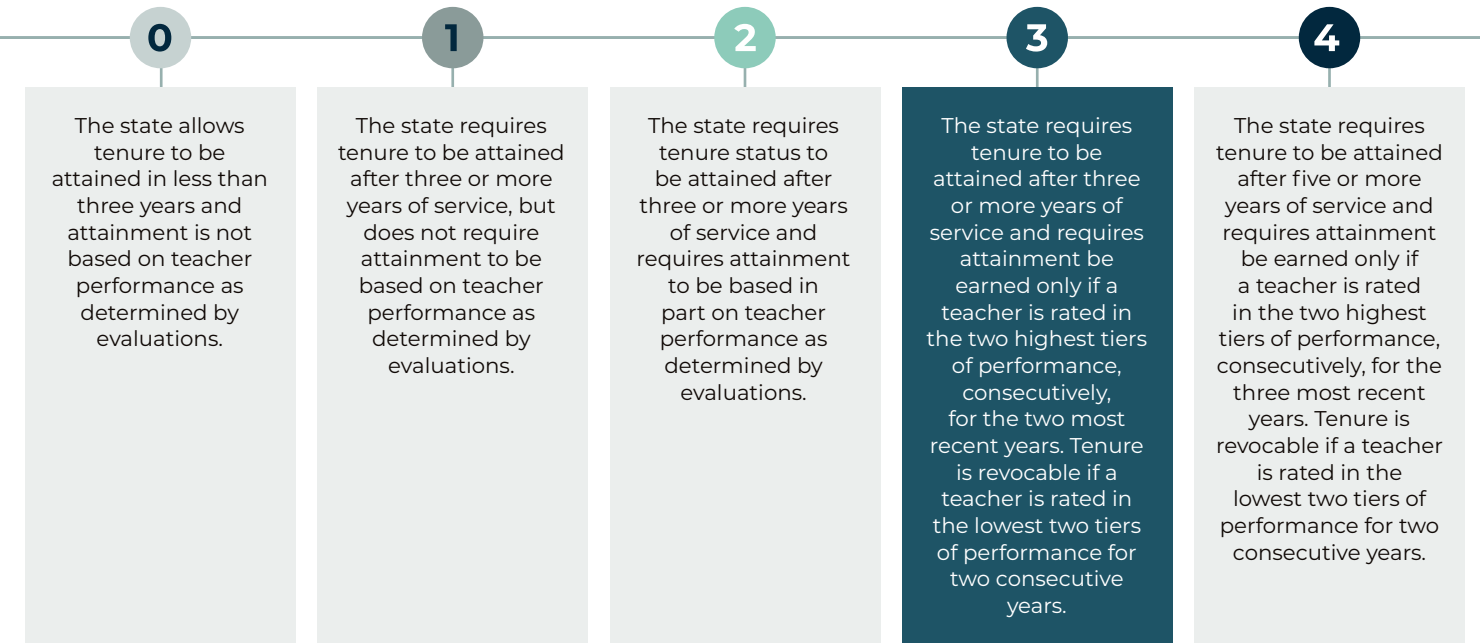 0
The state allows
tenure to be
attained in less than
three years and
attainment is not
based on teacher
performance as
determined by
evaluations.
1
The state requires
tenure to be attained
after three or more
years of service, but
does not require
attainment to be
based on teacher
performance as
determined by
evaluations.
2
The state requires
tenure status to
be attained after
three or more years
of service and
requires attainment
to be based in
part on teacher
performance as
determined by
evaluations.
3
The state requires
tenure to be
attained after three
or more years of
service and requires
attainment be
earned only if a
teacher is rated in
the two highest tiers
of performance,
consecutively,
for the two most
recent years. Tenure
is revocable if a
teacher is rated in
the lowest two tiers
of performance for
two consecutive
years.
4
The state requires
tenure to be attained
after five or more
years of service and
requires attainment
be earned only if
a teacher is rated
in the two highest
tiers of performance,
consecutively, for the
three most recent
years. Tenure is
revocable if a teacher
is rated in the
lowest two tiers of
performance for two
consecutive years.